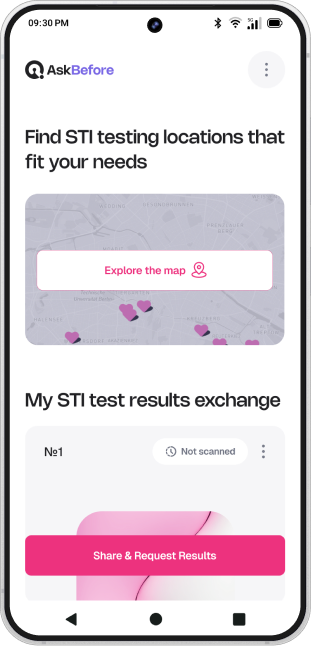 09:30 PM
5G
AskBefore
Find STI testing locations that
fit your needs
Explore the map
My STI test results exchange
№1
Not scanned
Share & Request Results